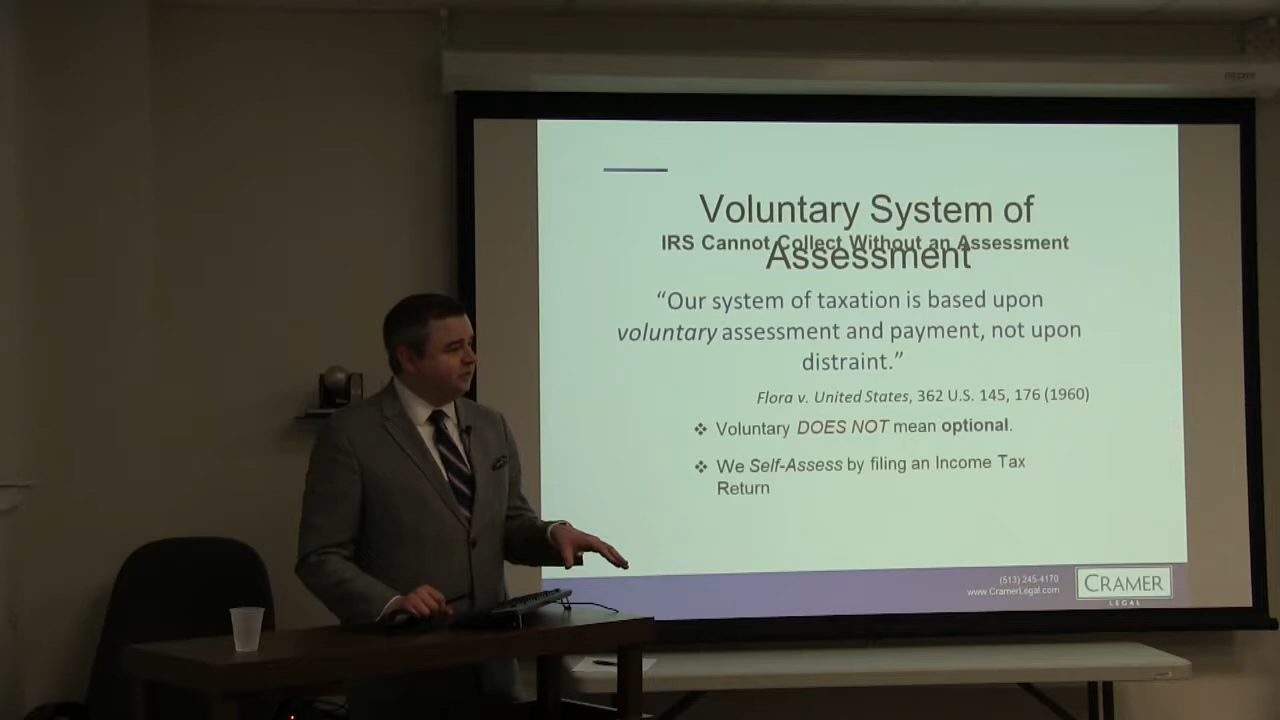 Voluntary System of
IRS Cannot Collect Without an Assessment
Assessment
“Our system of taxation is based upon
voluntary assessment and payment, not upon
distraint.”
Flora v. United States, 362 U.S. 145, 176 (1960)
❖ Voluntary DOES NOT mean optional.
❖ We Self-Assess by filing an Income Tax
Return
(513) 245-4170
www.CramerLegal.com
CRAMER
LEGAL